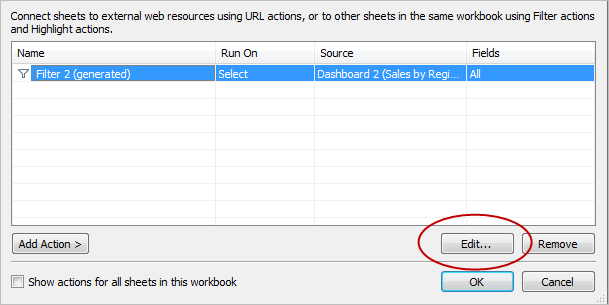 Connect sheets to external web resources using URL actions, or to other sheets in the same workbook using Filter actions
and Highlight actions.
Name Run On Source Fields
Filter 2 (generated) Select Dashboard 2 (Sales by Regi... All
Add Action > Edit... Remove
Show actions for all sheets in this workbook OK Cancel